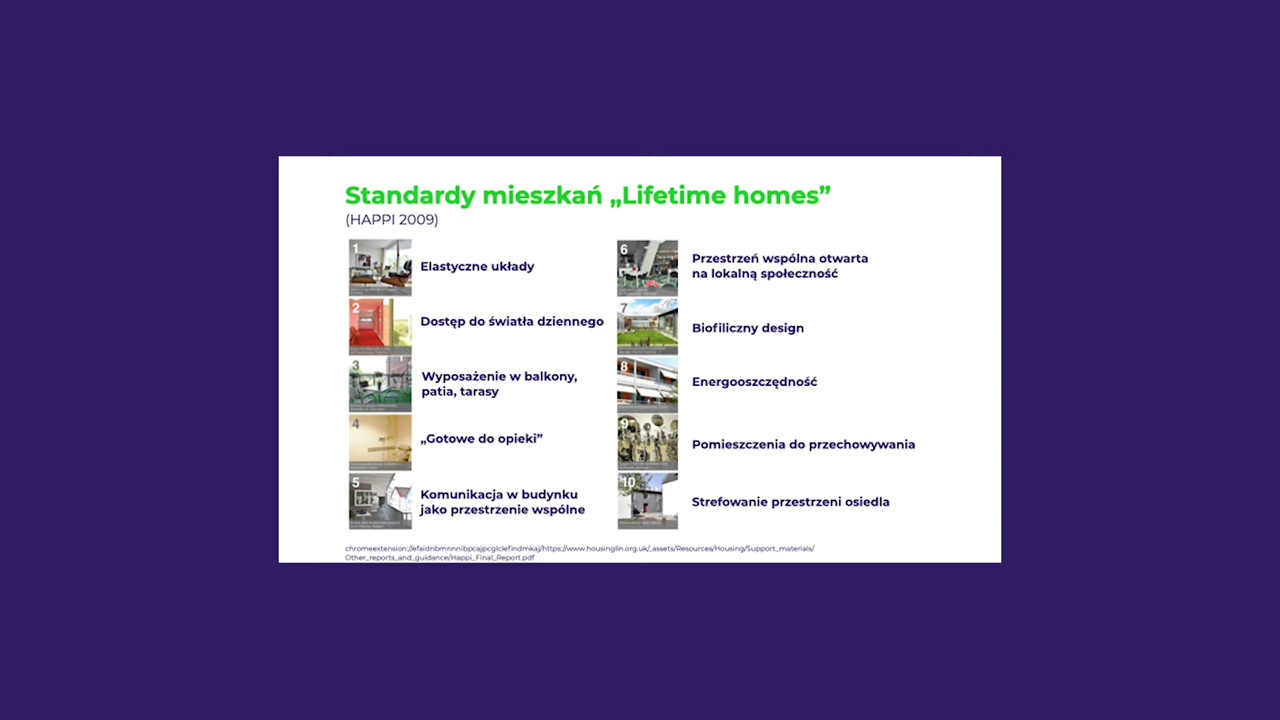 Standardy mieszkań „Lifetime homes”
(HAPPI 2009)
1
Elastyczne układy
2
Dostęp do światła dziennego
3
Wyposażenie w balkony,
patia, tarasy
4
„Gotowe do opieki”
5
Komunikacja w budynku
jako przestrzenie wspólne
6
Przestrzeń wspólna otwarta
na lokalną społeczność
7
Biofiliczny design
8
Energooszczędność
9
Pomieszczenia do przechowywania
10
Strefowanie przestrzeni osiedla
chromeextension://efaidnbmnnnibpcajpcglclefindmkaj/https://www.housinglin.org.uk/_assets/Resources/Housing/Support_materials/
Other_reports_and_guidance/Happi_Final_Report.pdf